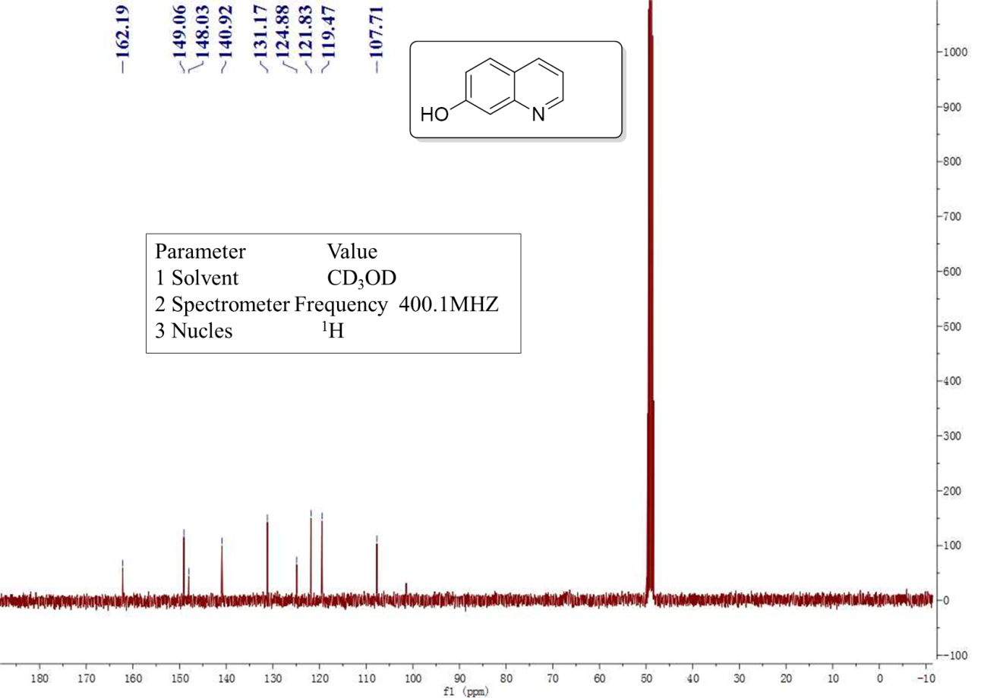 162.19
149.06
148.03
140.92
131.17
124.88
121.83
119.47
107.71
HO
N
Parameter Value
1 Solvent CD₃OD
2 Spectrometer Frequency 400.1MHZ
3 Nucles ¹H
1000
900
800
700
600
500
400
300
200
100
0
-100
180 170 160 150 140 130 120 110 100 90 80 70 60 50 40 30 20 10 0 -10
f1 (ppm)